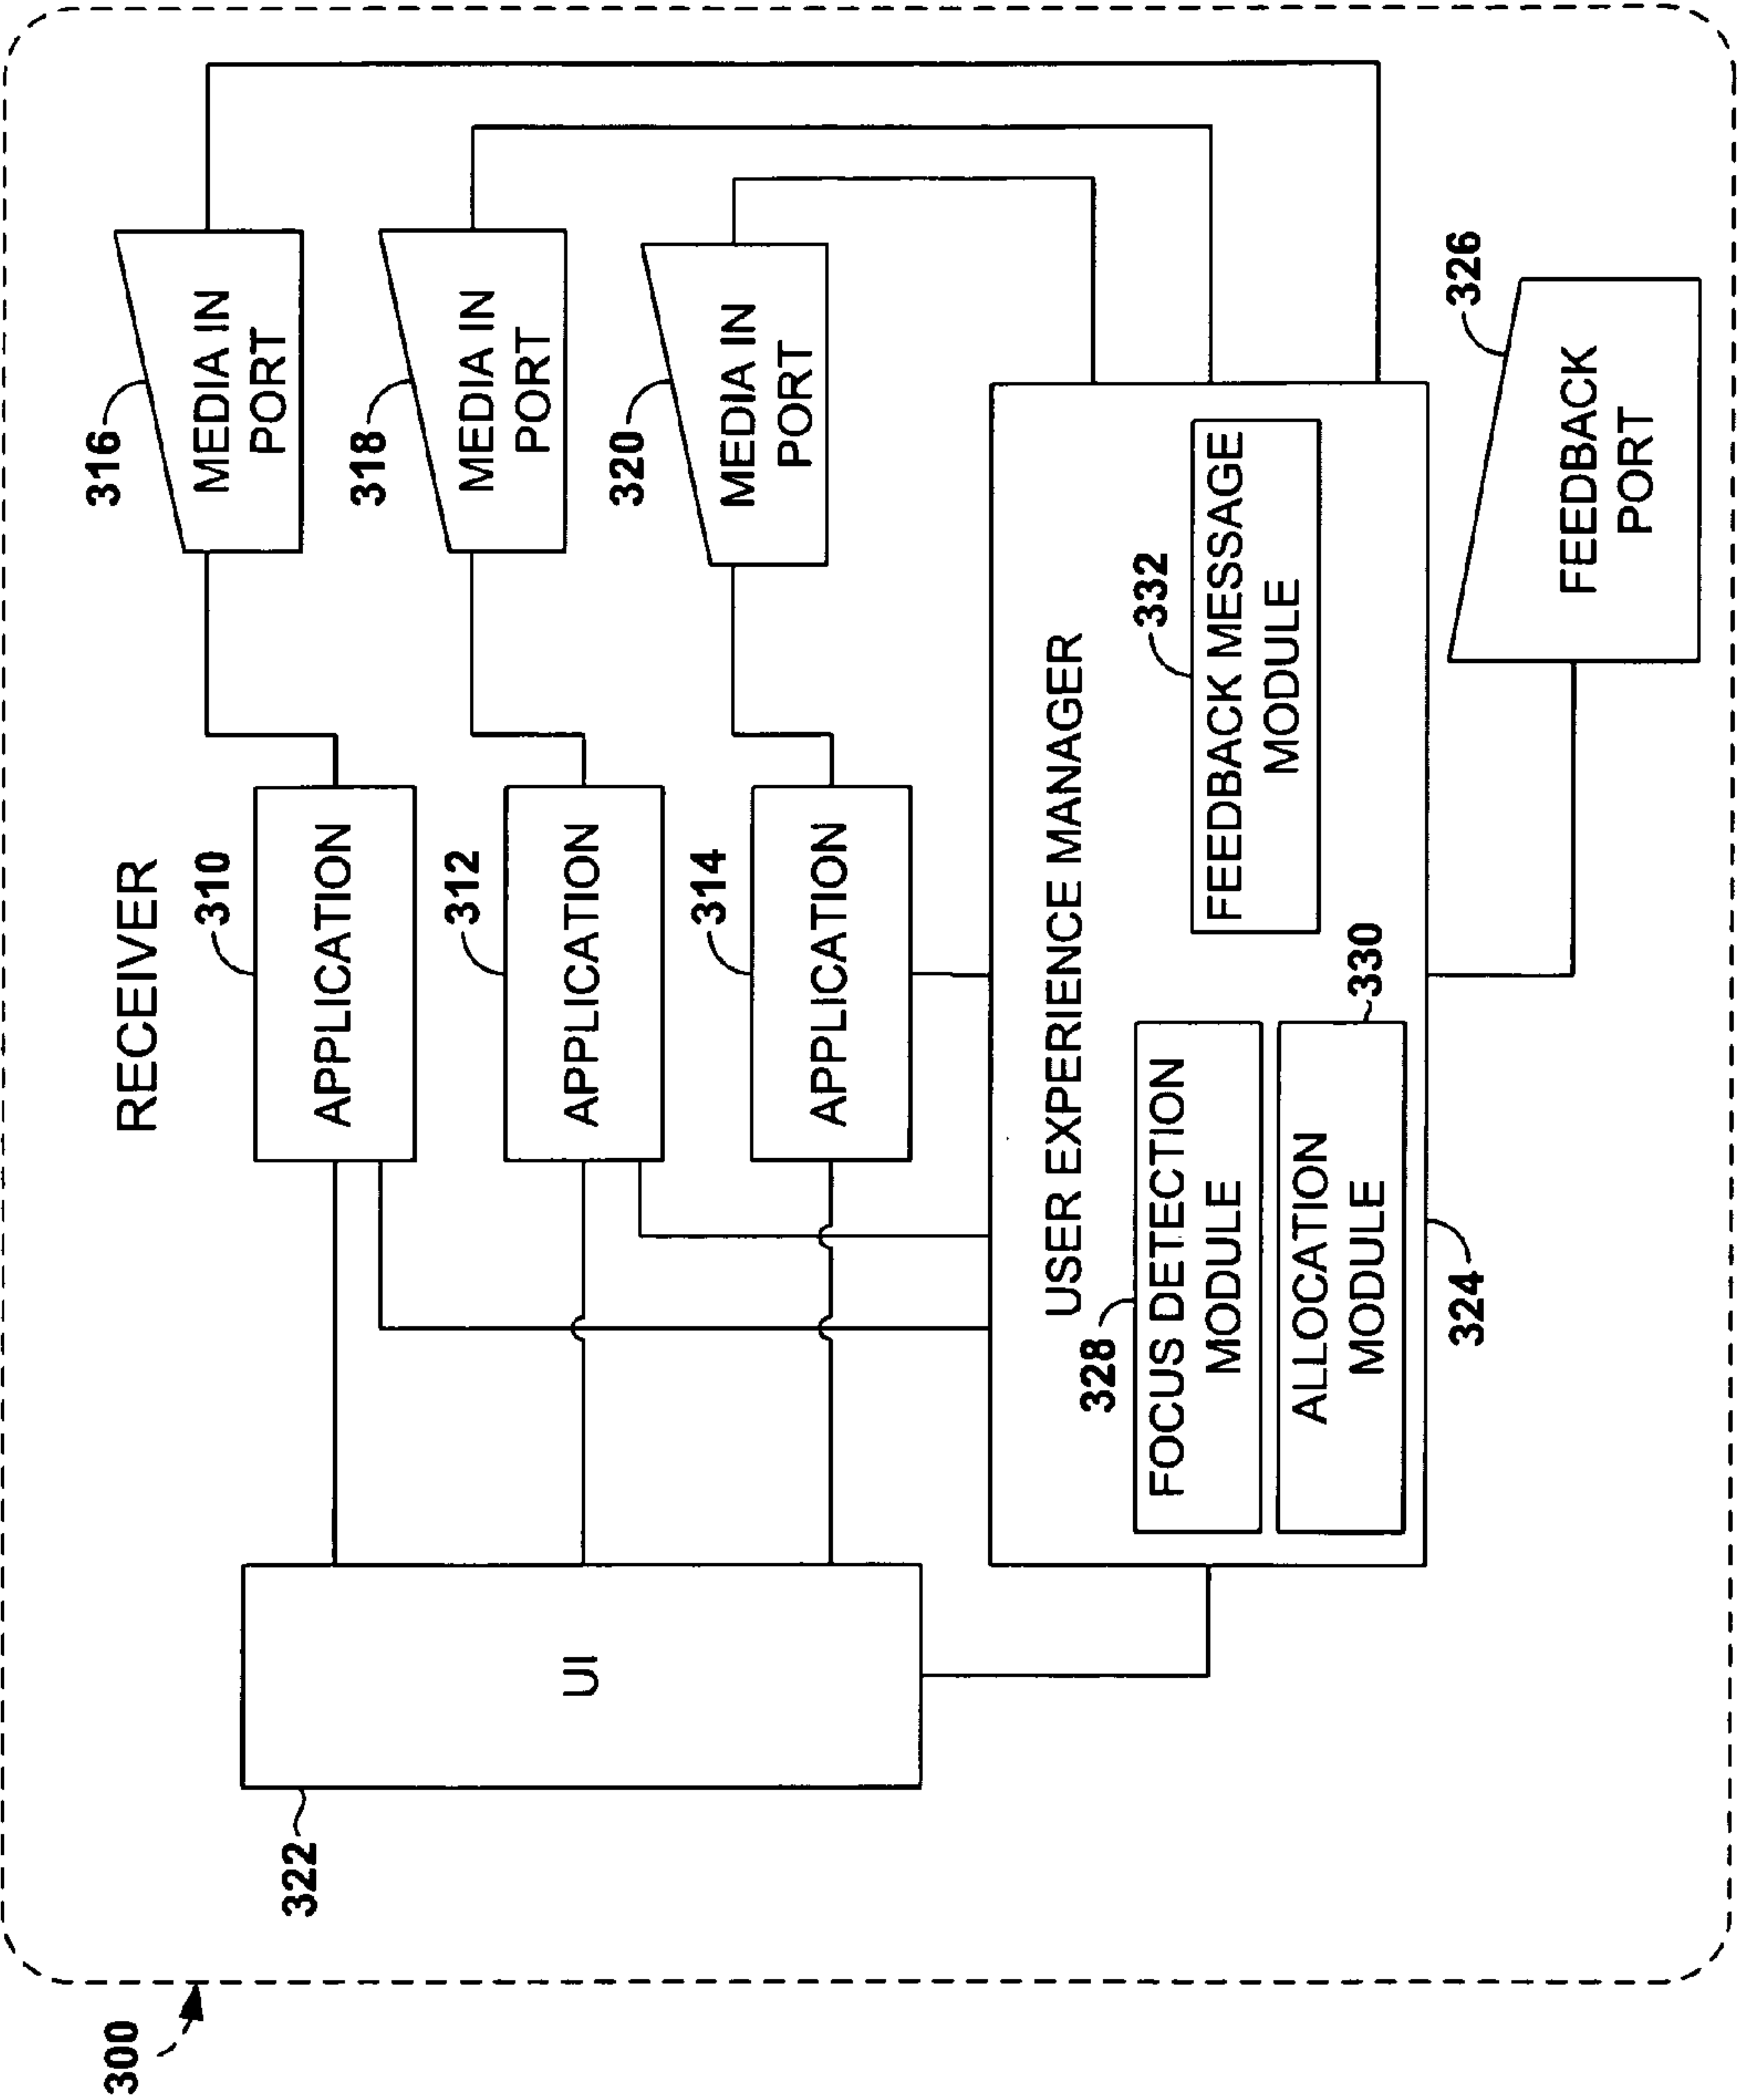 300
RECEIVER
322
UI
310
APPLICATION
316
MEDIA IN
PORT
312
APPLICATION
318
MEDIA IN
PORT
314
APPLICATION
320
MEDIA IN
PORT
USER EXPERIENCE MANAGER
328
FOCUS DETECTION
MODULE
ALLOCATION
MODULE
330
332
FEEDBACK MESSAGE
MODULE
324
326
FEEDBACK
PORT